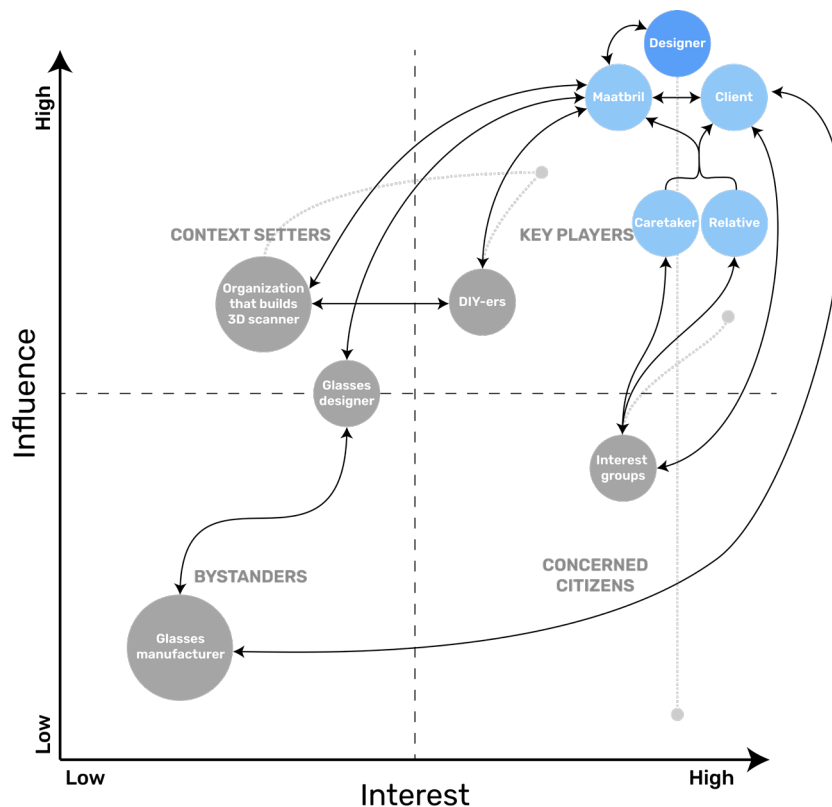 Designer
High
Maatbril
Client
CONTEXT SETTERS
KEY PLAYERS
Caretaker
Relative
Organization
that builds
3D scanner
DIY-ers
Influence
Glasses
designer
Interest
groups
BYSTANDERS
CONCERNED
CITIZENS
Glasses
manufacturer
Low
Low
High
Interest